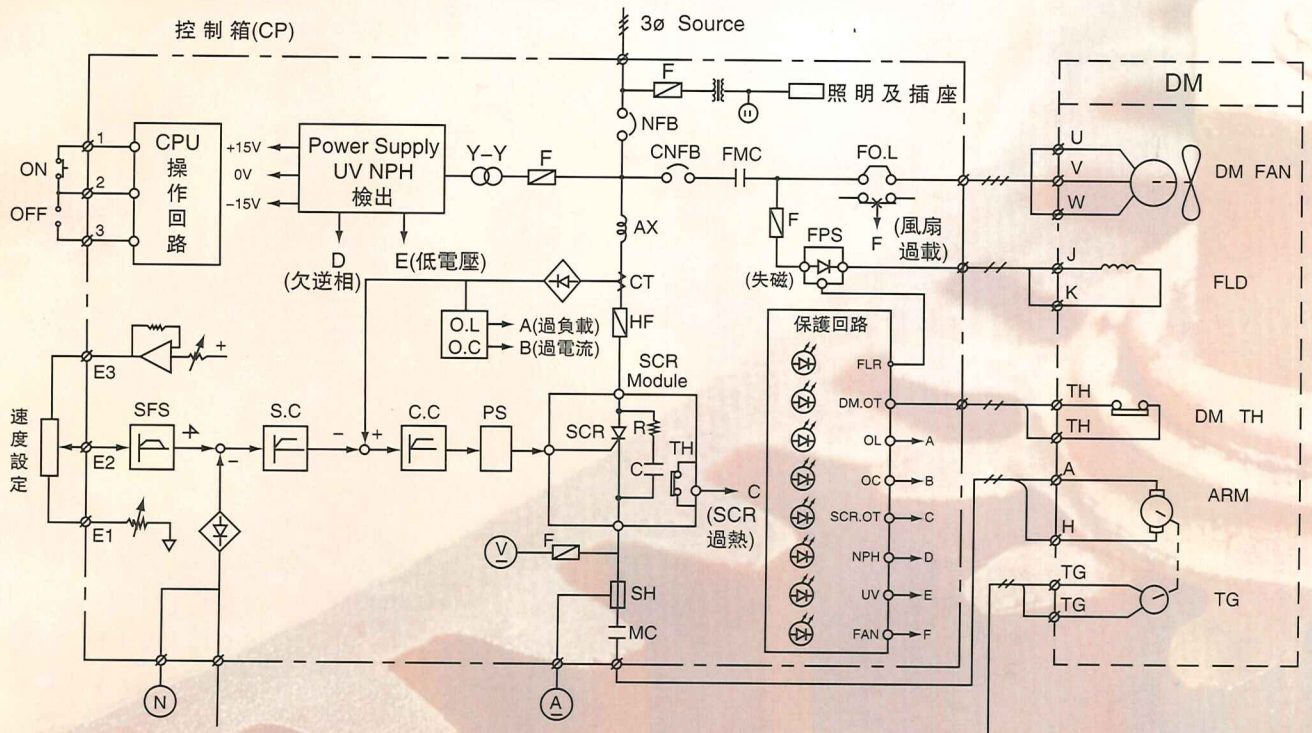 控制箱(CP)
3ø Source
F
照明及插座
NFB
DM
1
ON
2
OFF
3
CPU
操
作
回
路
+15V
0V
-15V
Power Supply
UV NPH
檢出
Y-Y
F
CNFB
FMC
FO.L
U
V
W
DM FAN
F
F
(風扇
過載)
AX
D
(欠逆相)
E(低電壓)
CT
FPS
(失磁)
J
K
FLD
O.L
O.C
A(過負載)
B(過電流)
HF
保護回路
FLR
DM.OT
OL
A
OC
B
SCR.OT
C
NPH
D
UV
E
FAN
F
SCR
Module
+
E3
速
度
設
定
E2
E1
SFS
-
S.C
-
+
C.C
PS
SCR
R
C
TH
C
(SCR
過熱)
TH
TH
DM TH
A
H
ARM
TG
TG
TG
V
F
SH
MC
N
A